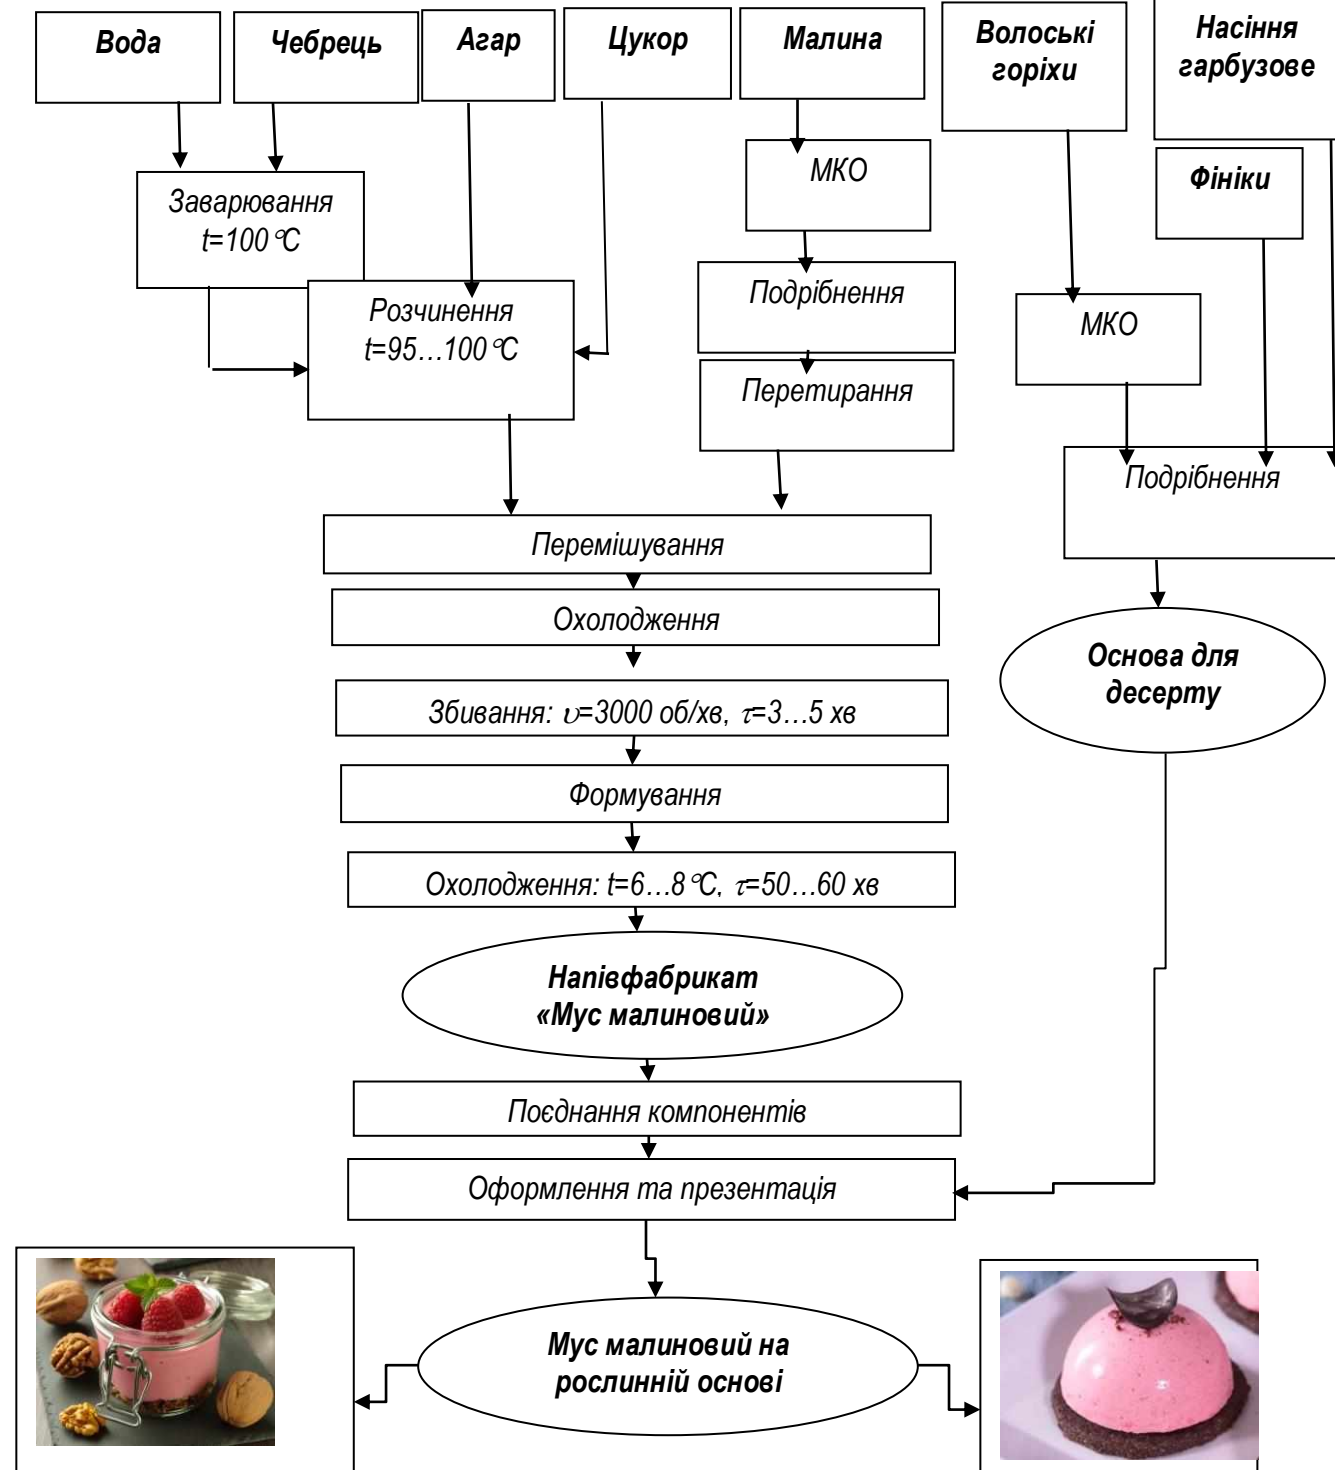 Вода
Чебрець
Агар
Цукор
Малина
Волоські
горіхи
Насіння
гарбузове
Фініки
МКО
Заварювання
t=100°C
Розчинення
t=95…100°C
Подрібнення
МКО
Перетирання
Подрібнення
Перемішування
Охолодження
Основа для
десерту
Збивання: υ=3000 об/хв, τ=3…5 хв
Формування
Охолодження: t=6…8°C, τ=50…60 хв
Напівфабрикат
«Мус малиновий»
Поєднання компонентів
Оформлення та презентація
Мус малиновий на
рослинній основі